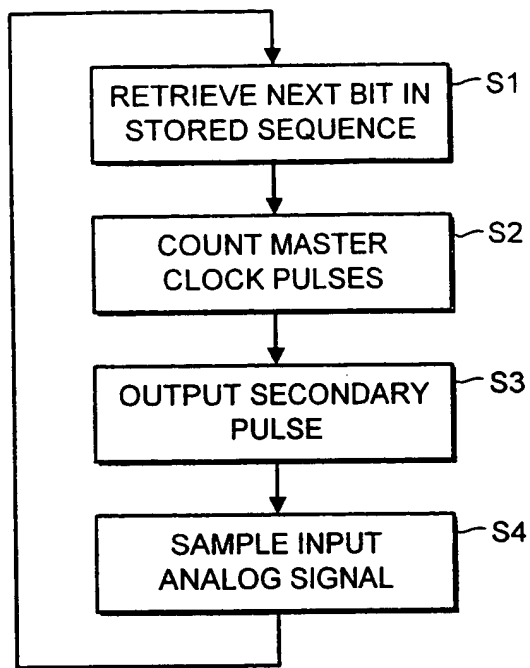 RETRIEVE NEXT BIT IN
STORED SEQUENCE
S1
COUNT MASTER
CLOCK PULSES
S2
OUTPUT SECONDARY
PULSE
S3
SAMPLE INPUT
ANALOG SIGNAL
S4